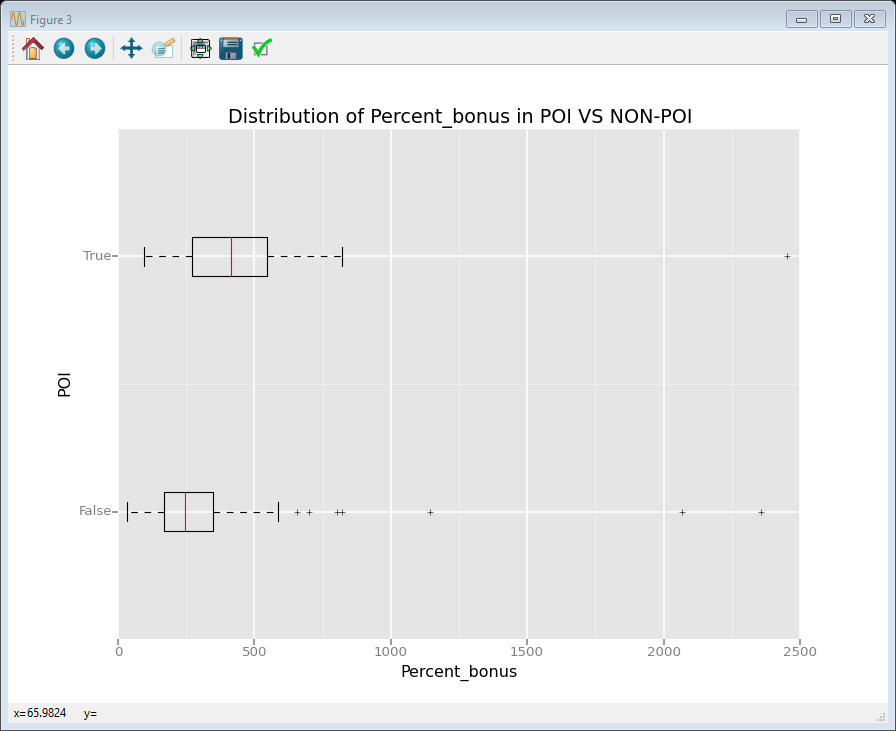 Figure 3
Distribution of Percent_bonus in POI VS NON-POI
True
POI
False
0 500 1000 1500 2000 2500
Percent_bonus
x=65.9824 y=